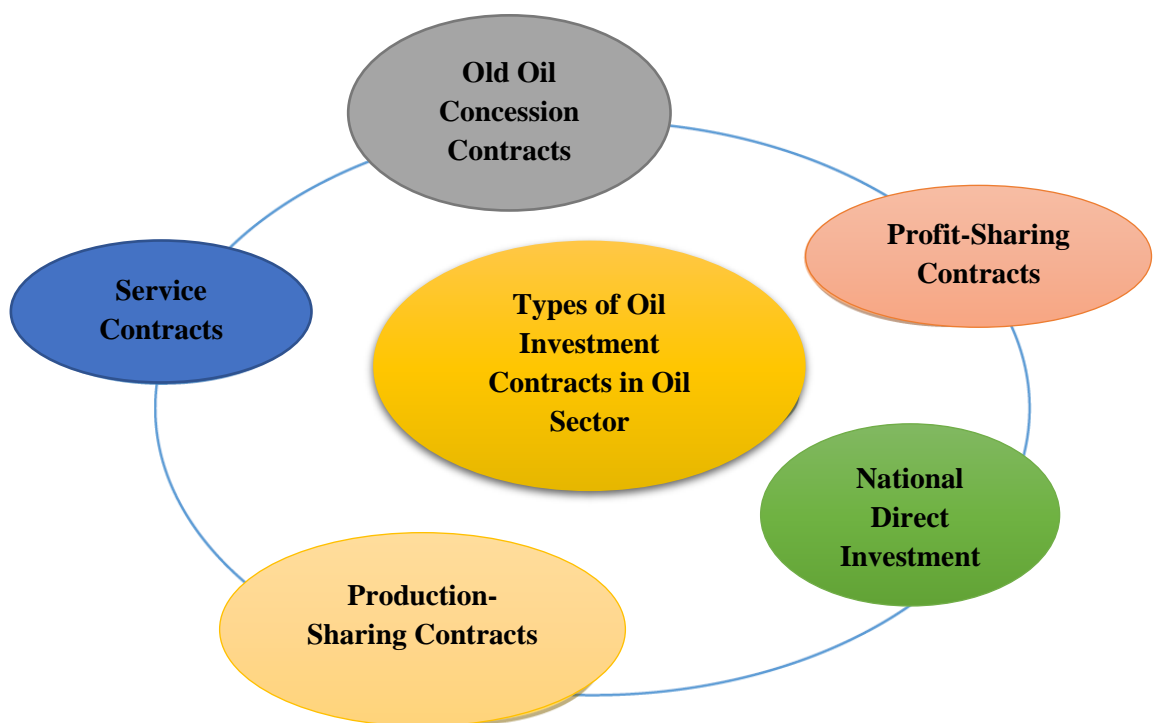 Old Oil
Concession
Contracts
Profit-Sharing
Contracts
Service
Contracts
Types of Oil
Investment
Contracts in Oil
Sector
National
Direct
Investment
Production-
Sharing Contracts